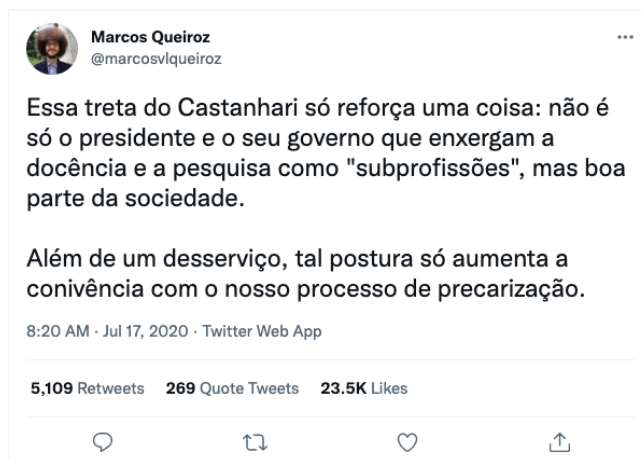 Marcos Queiroz
@marcosvlqueiroz
Essa treta do Castanhari só reforça uma coisa: não é
só o presidente e o seu governo que enxergam a
docência e a pesquisa como "subprofissões", mas boa
parte da sociedade.
Além de um desserviço, tal postura só aumenta a
conivência com o nosso processo de precarização.
8:20 AM · Jul 17, 2020 · Twitter Web App
5,109 Retweets 269 Quote Tweets 23.5K Likes